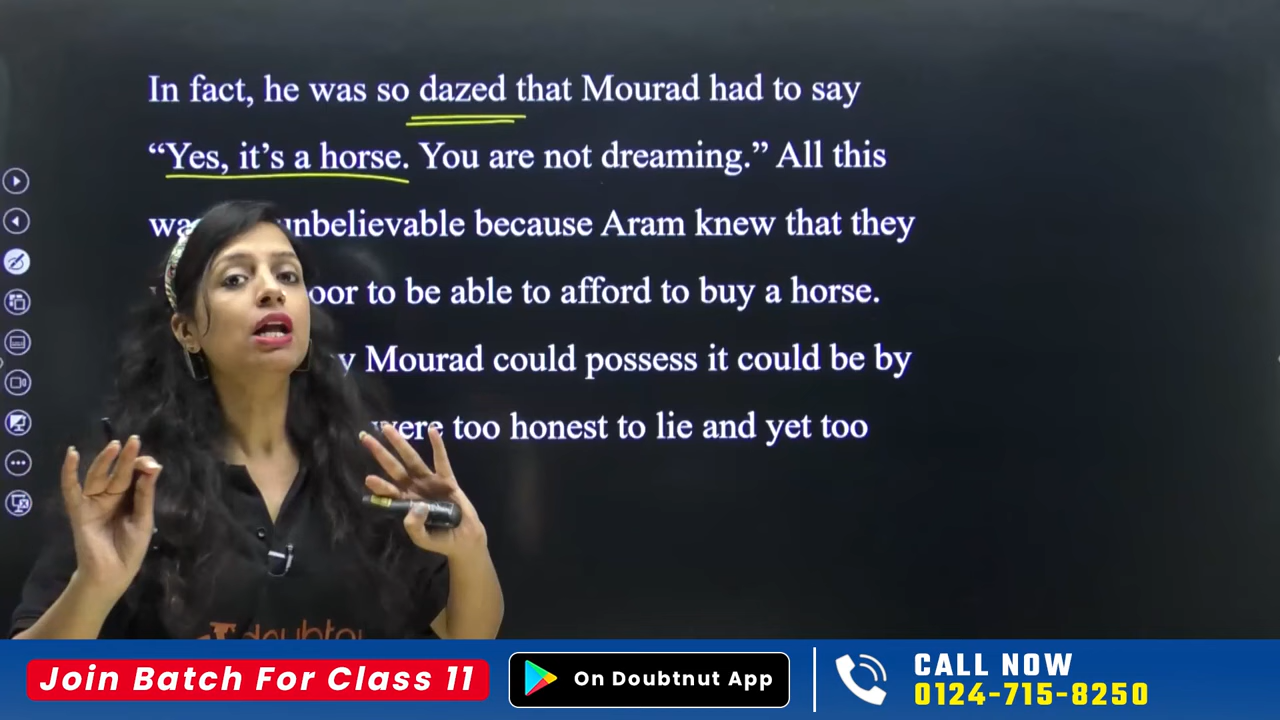 In fact, he was so dazed that Mourad had to say
“Yes, it’s a horse. You are not dreaming.” All this
unbelievable because Aram knew that they
to be able to afford to buy a horse.
Mourad could possess it could be by
were too honest to lie and yet too
doubtnut
Join Batch For Class 11
On Doubtnut App
CALL NOW
0124-715-8250